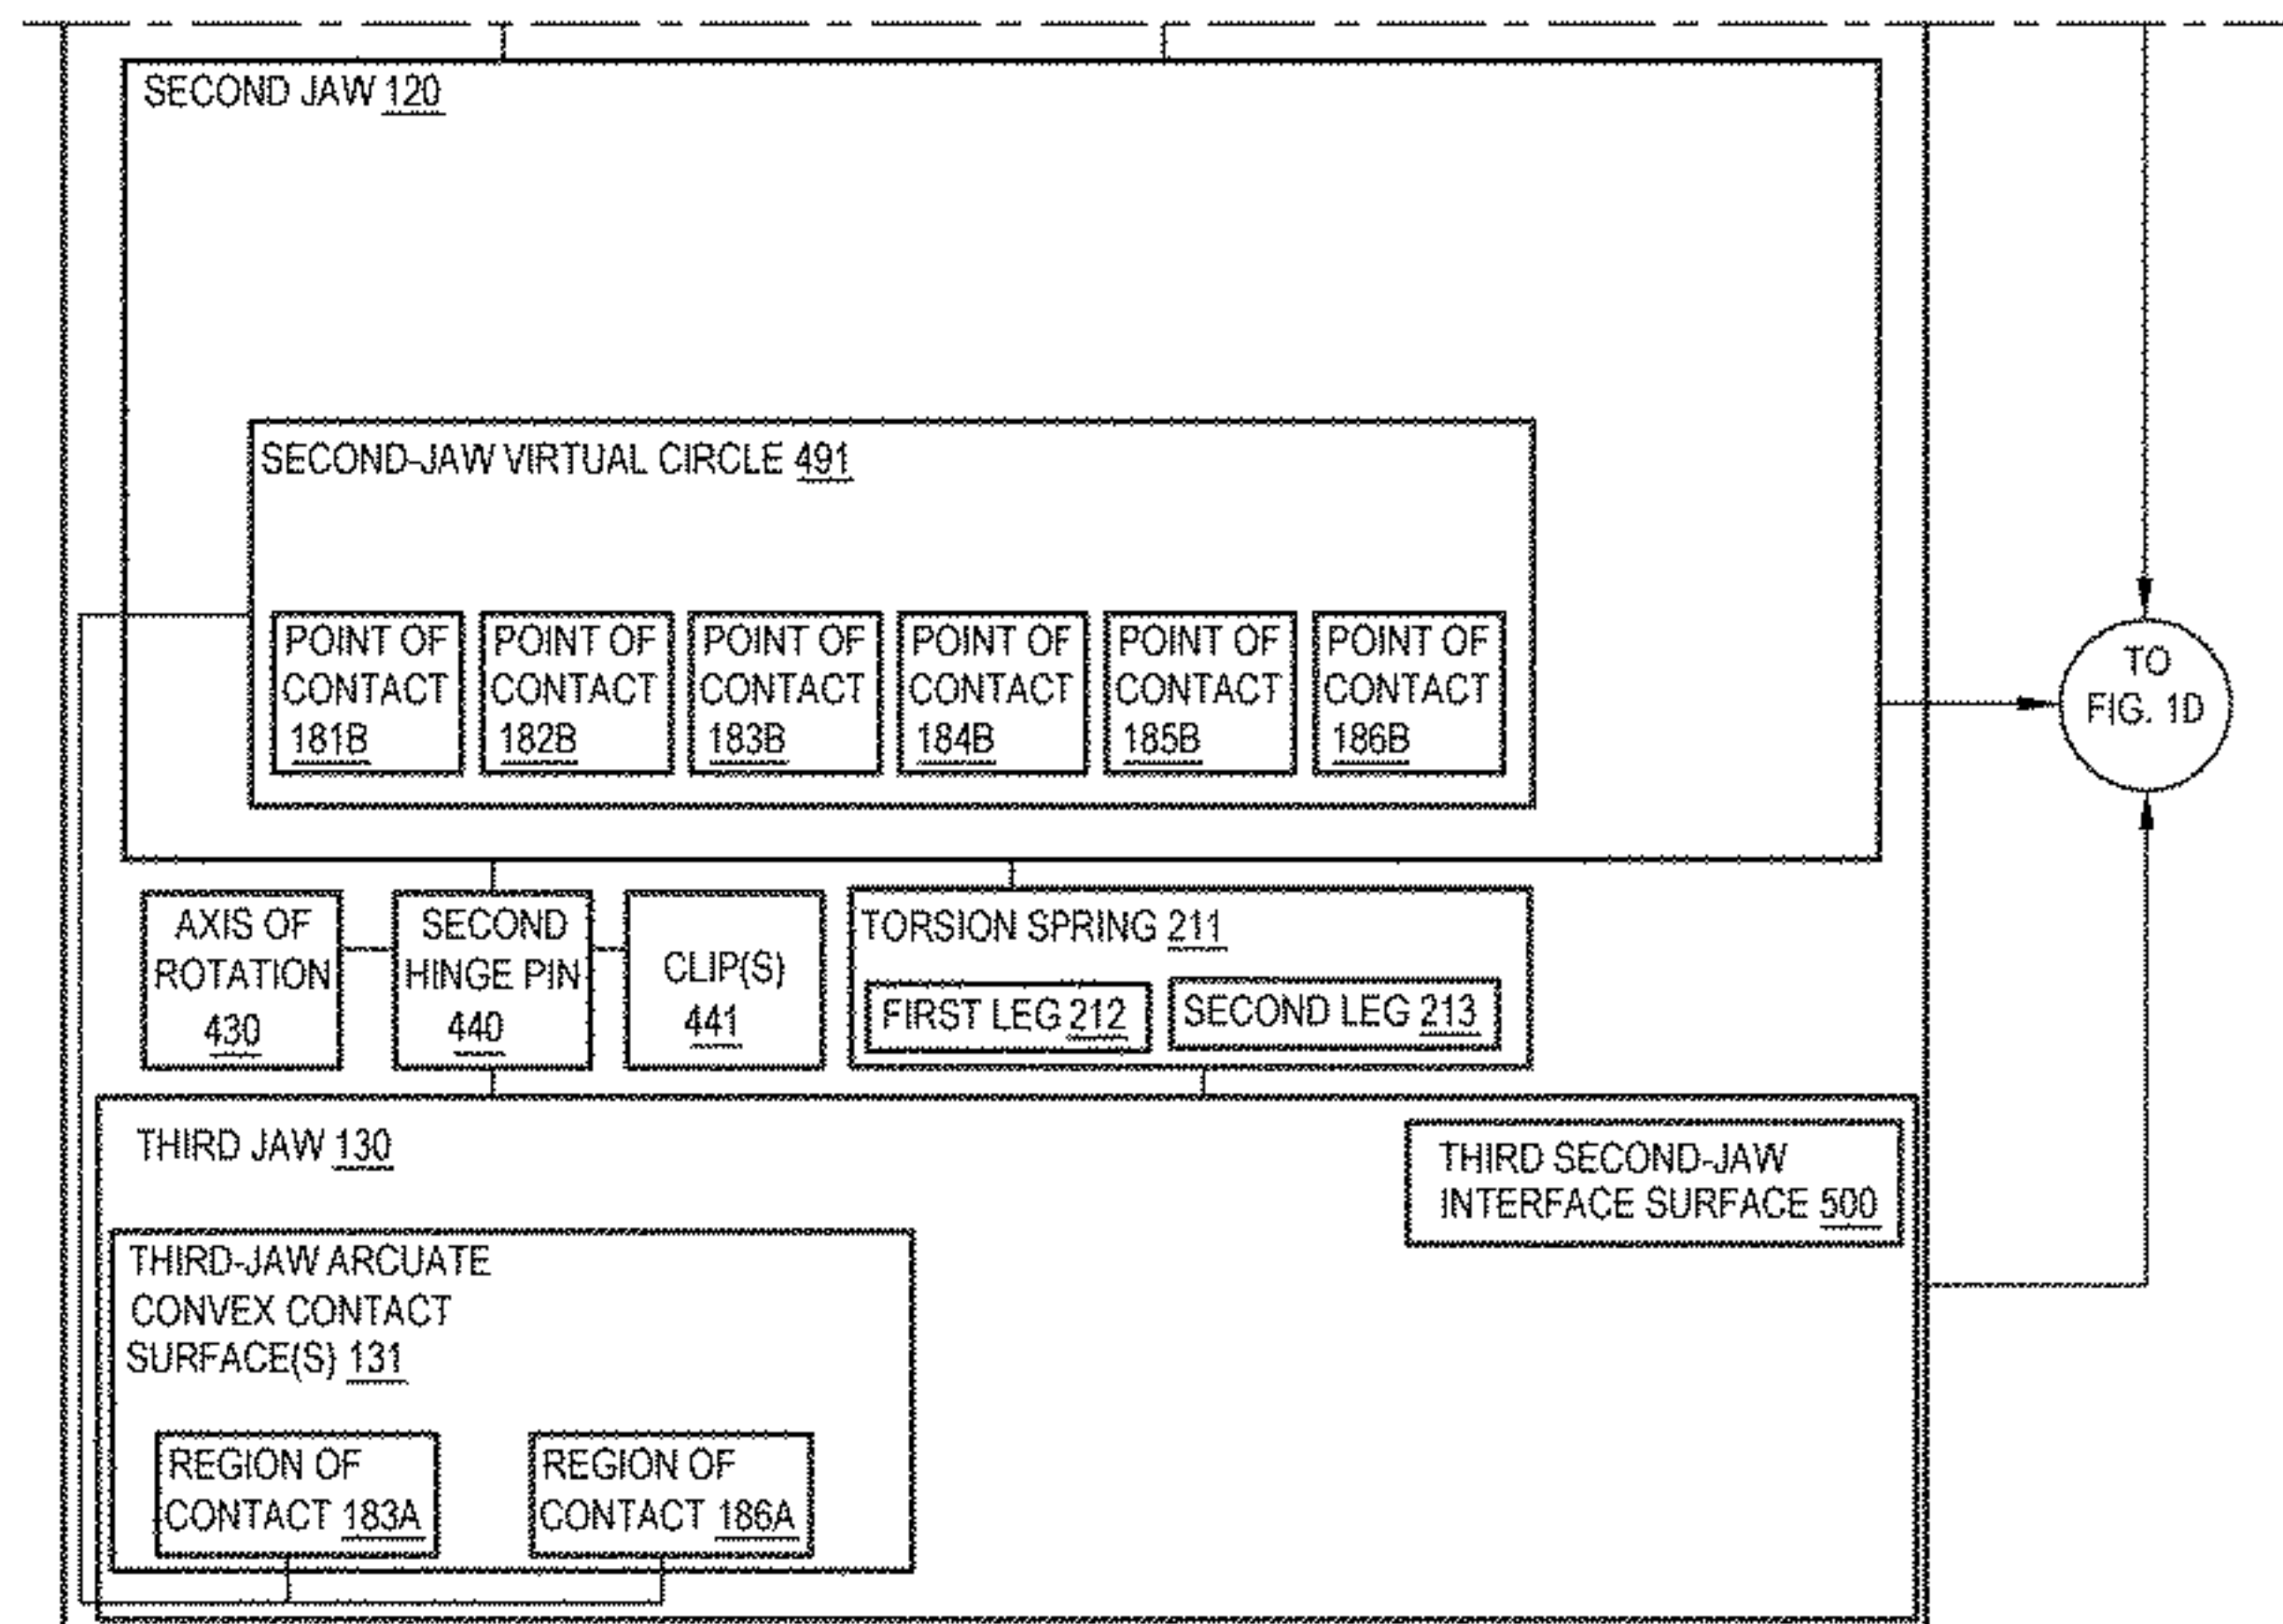 SECOND JAW 120
SECOND-JAW VIRTUAL CIRCLE 491
POINT OF
CONTACT
181B
POINT OF
CONTACT
182B
POINT OF
CONTACT
183B
POINT OF
CONTACT
184B
POINT OF
CONTACT
185B
POINT OF
CONTACT
186B
TO
FIG. 1D
AXIS OF
ROTATION
430
SECOND
HINGE PIN
440
CLIP(S)
441
TORSION SPRING 211
FIRST LEG 212
SECOND LEG 213
THIRD JAW 130
THIRD SECOND-JAW
INTERFACE SURFACE 500
THIRD-JAW ARCUATE
CONVEX CONTACT
SURFACE(S) 131
REGION OF
CONTACT 183A
REGION OF
CONTACT 186A